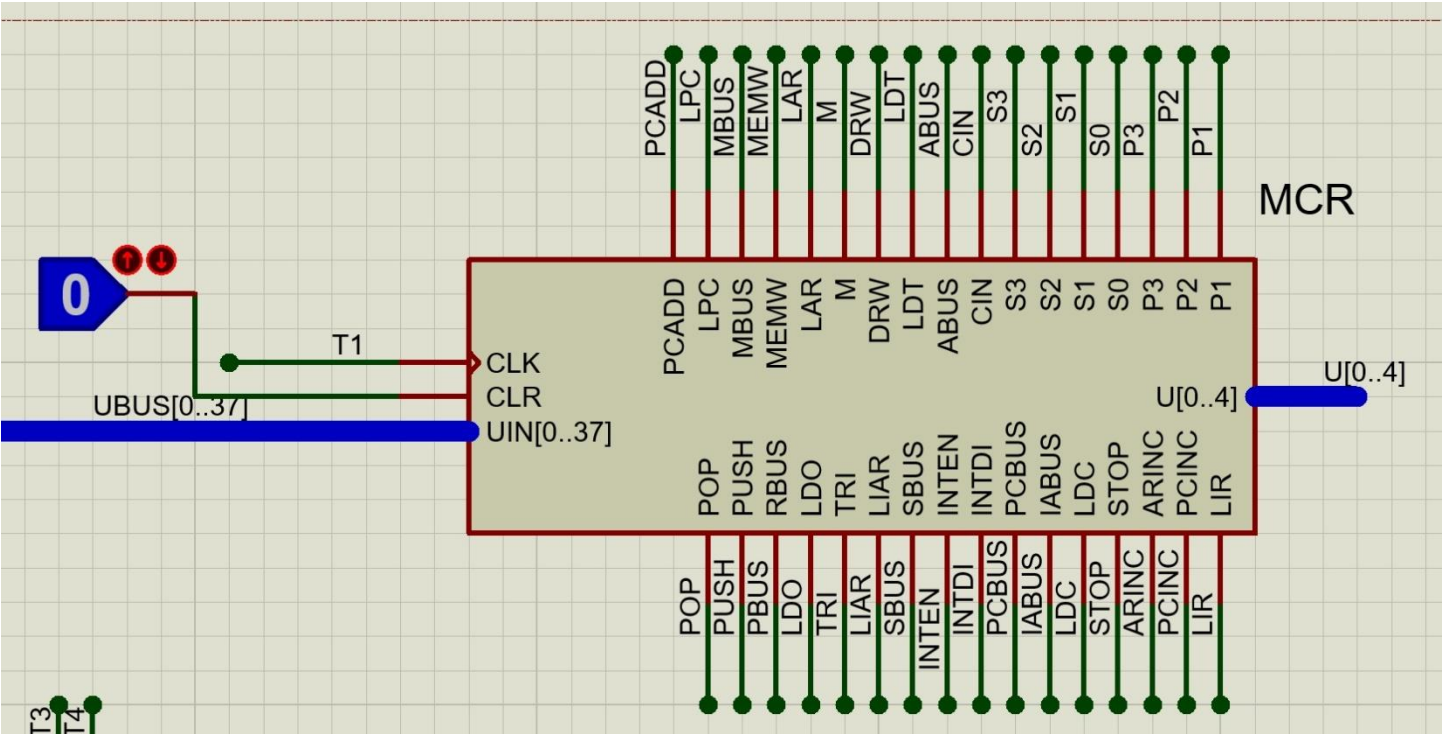 PCADD LPC MBUS MEMW LAR M DRW LDT ABUS CIN S3 S2 S1 S0 P3 P2 P1
MCR
0
PCADD LPC MBUS MEMW LAR M DRW LDT ABUS CIN S3 S2 S1 S0 P3 P2 P1
T1
CLK
U[0..4]
CLR
U[0..4]
UBUS[0..37]
UIN[0..37]
POP PUSH RBUS LDO TRI LIAR SBUS INTEN INTDI PCBUS IABUS LDC STOP ARINC PCINC LIR
POP PUSH PBUS LDO TRI LIAR SBUS INTEN INTDI PCBUS IABUS LDC STOP ARINC PCINC LIR
T3 T4